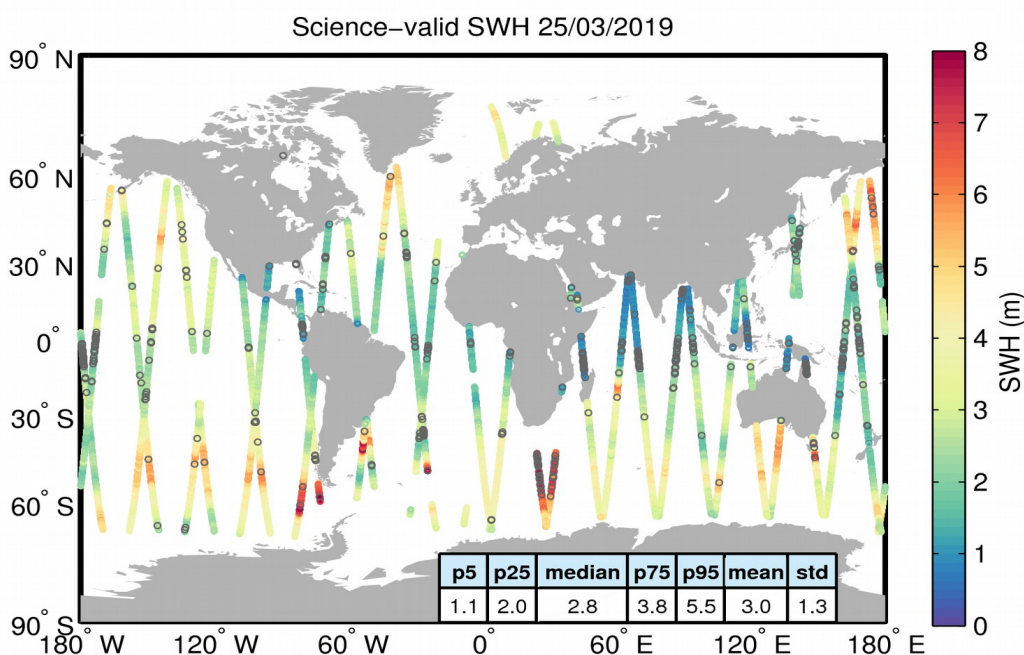 Science−valid SWH 25/03/2019
90° N
60° N
30° N
0°
30° S
60° S
90° S
180° W
120° W
60° W
0°
60° E
120° E
180° E
p5 p25 median p75 p95 mean std
1.1 2.0 2.8 3.8 5.5 3.0 1.3
8
7
6
5
4
3
2
1
0
SWH (m)